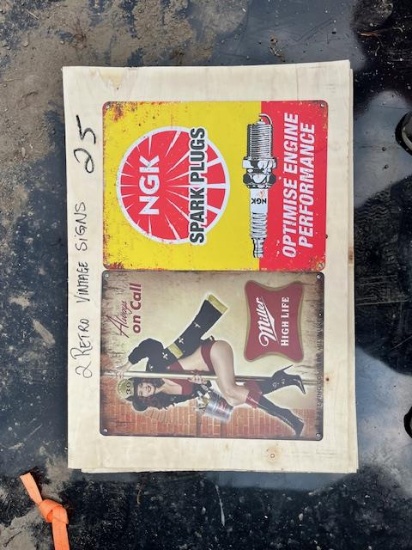 2 RETRO VINTAGE SIGNS 25
NGK
SPARK PLUGS
NGK
OPTIMISE ENGINE
PERFORMANCE
Always
on Call
Miller
HIGH LIFE